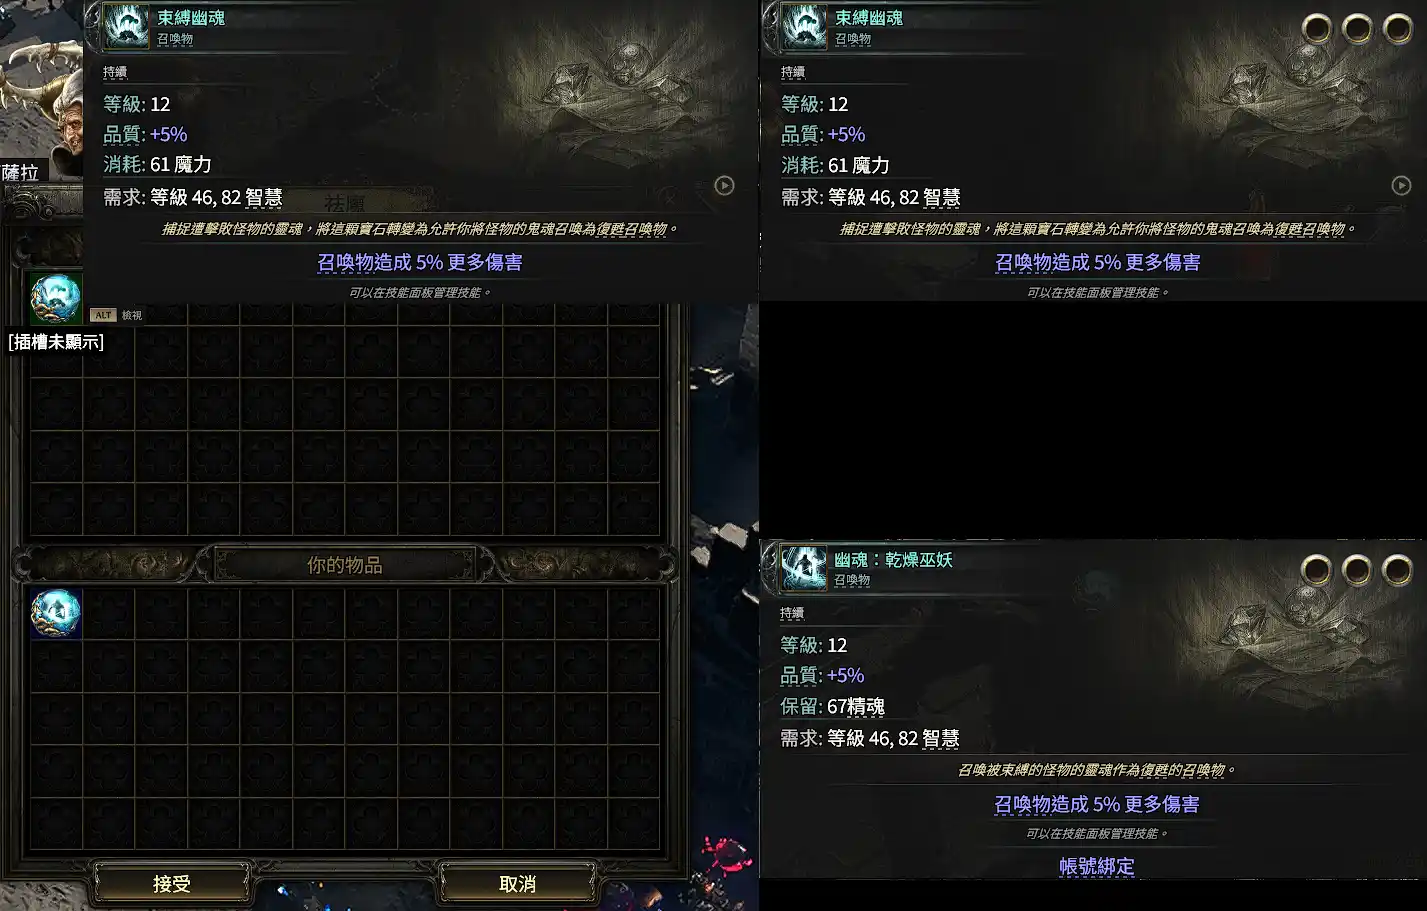 束縛幽魂
召喚物
持續
等級: 12
品質: +5%
消耗: 61 魔力
需求: 等級 46, 82 智慧
捕捉遭擊敗怪物的靈魂，將這顆寶石轉變為允許你將怪物的鬼魂召喚為復甦召喚物。
召喚物造成 5% 更多傷害
可以在技能面板管理技能。
薩拉
ALT 檢視
[插槽未顯示]
你的物品
接受
取消
束縛幽魂
召喚物
持續
等級: 12
品質: +5%
消耗: 61 魔力
需求: 等級 46, 82 智慧
捕捉遭擊敗怪物的靈魂，將這顆寶石轉變為允許你將怪物的鬼魂召喚為復甦召喚物。
召喚物造成 5% 更多傷害
可以在技能面板管理技能。
幽魂：乾燥巫妖
召喚物
持續
等級: 12
品質: +5%
保留: 67精魂
需求: 等級 46, 82 智慧
召喚被束縛的怪物的靈魂作為復甦的召喚物。
召喚物造成 5% 更多傷害
可以在技能面板管理技能。
帳號綁定